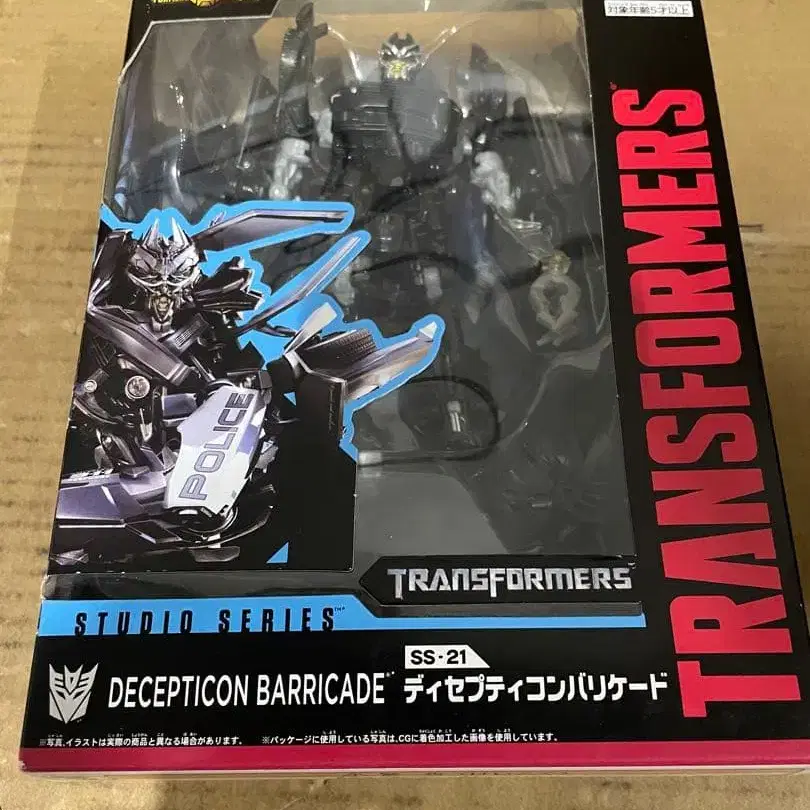 対象年齢5才以上
TRANSFORMERS
POLICE
TRANSFORMERS
STUDIO SERIES™
SS-21
DECEPTICON BARRICADE ディセプティコンバリケード
※写真、イラストは実際の商品と異なる場合があります。 ※パッケージに使用している写真は、CGに着色加工した画像を使用しています。